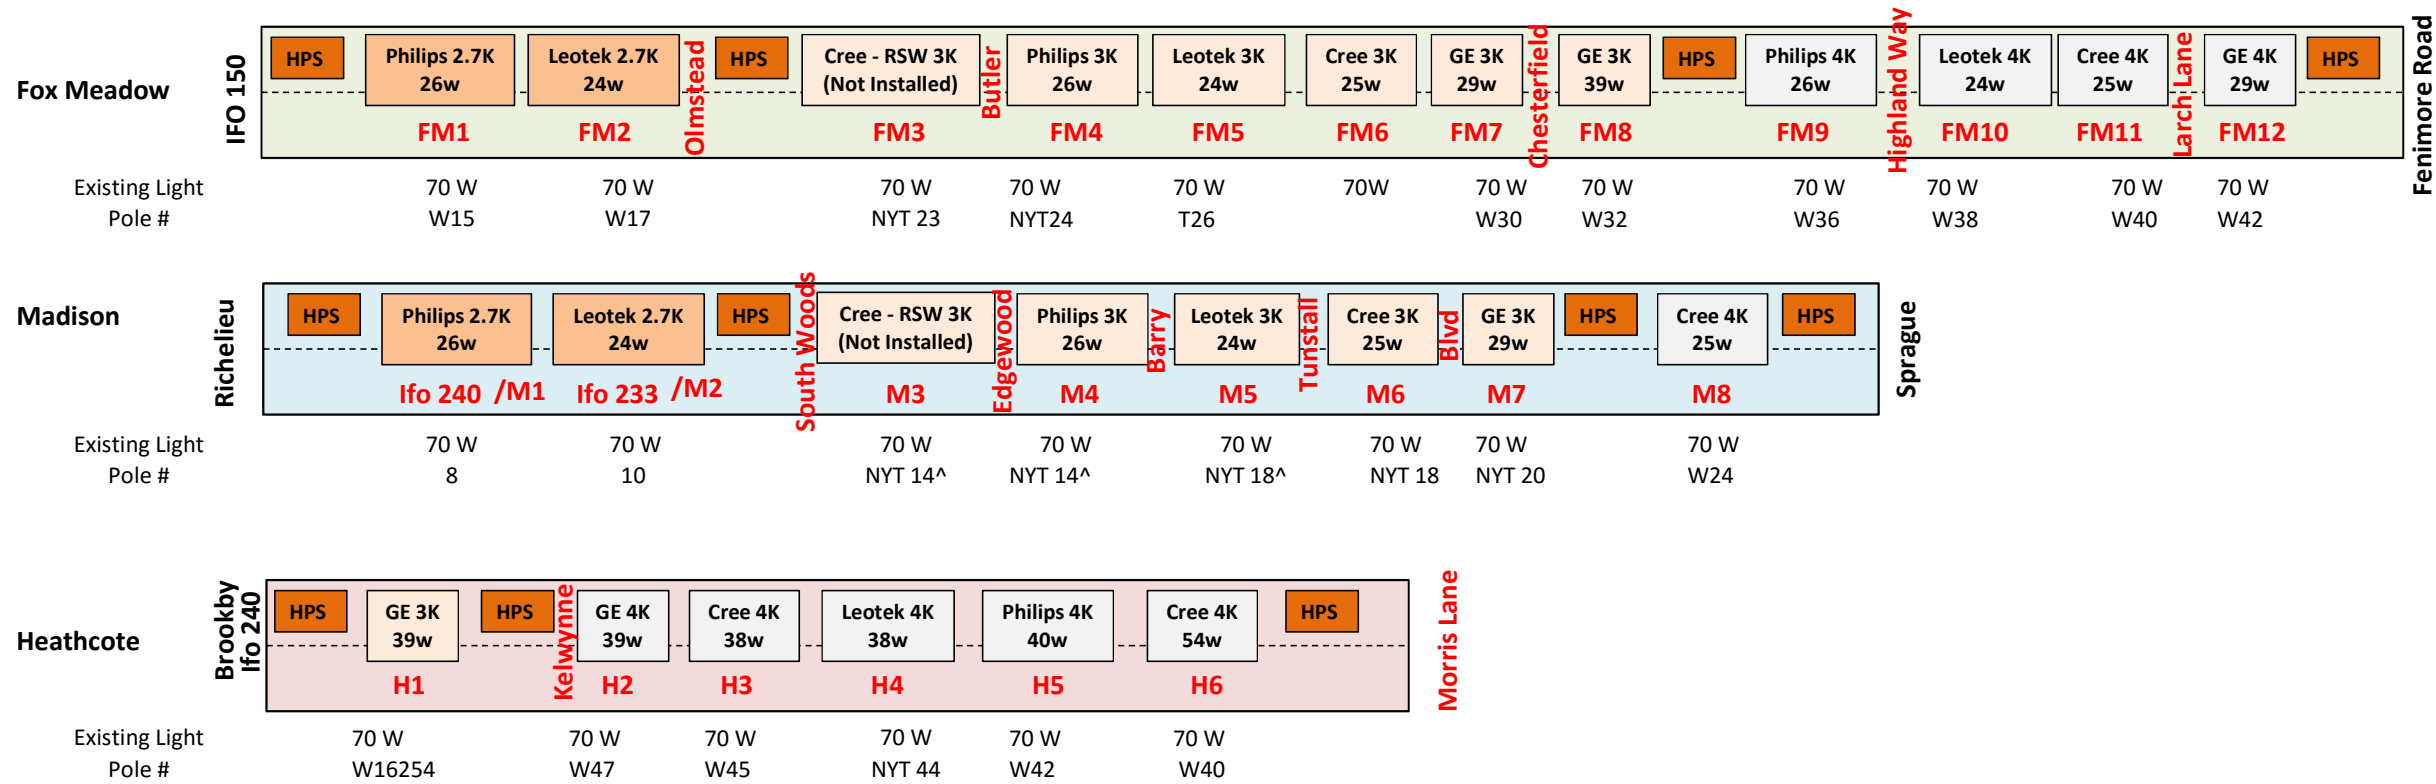 Fox Meadow
IFO 150
HPS
Philips 2.7K
26w
FM1
Leotek 2.7K
24w
FM2
Olmstead
HPS
Cree - RSW 3K
(Not Installed)
FM3
Butler
Philips 3K
26w
FM4
Leotek 3K
24w
FM5
Cree 3K
25w
FM6
GE 3K
29w
FM7
Chesterfield
GE 3K
39w
FM8
HPS
Philips 4K
26w
FM9
Highland Way
Leotek 4K
24w
FM10
Cree 4K
25w
FM11
Larch Lane
GE 4K
29w
FM12
HPS
Fenimore Road
Existing Light 70 W 70 W 70 W 70 W 70 W 70W 70 W 70 W 70 W 70 W 70 W 70 W
Pole # W15 W17 NYT 23 NYT24 T26 W30 W32 W36 W38 W40 W42
Madison
Richelieu
HPS
Philips 2.7K
26w
Ifo 240 /M1
Leotek 2.7K
24w
Ifo 233 /M2
HPS
South Woods
Cree - RSW 3K
(Not Installed)
M3
Edgewood
Philips 3K
26w
M4
Barry
Leotek 3K
24w
M5
Tunstall
Cree 3K
25w
M6
Blvd
GE 3K
29w
M7
HPS
Cree 4K
25w
M8
HPS
Sprague
Existing Light 70 W 70 W 70 W 70 W 70 W 70 W 70 W 70 W
Pole # 8 10 NYT 14^ NYT 14^ NYT 18^ NYT 18 NYT 20 W24
Heathcote
Brookby
Ifo 240
HPS
GE 3K
39w
H1
HPS
Kelwynne
GE 4K
39w
H2
Cree 4K
38w
H3
Leotek 4K
38w
H4
Philips 4K
40w
H5
Cree 4K
54w
H6
HPS
Morris Lane
Existing Light 70 W 70 W 70 W 70 W 70 W 70 W
Pole # W16254 W47 W45 NYT 44 W42 W40